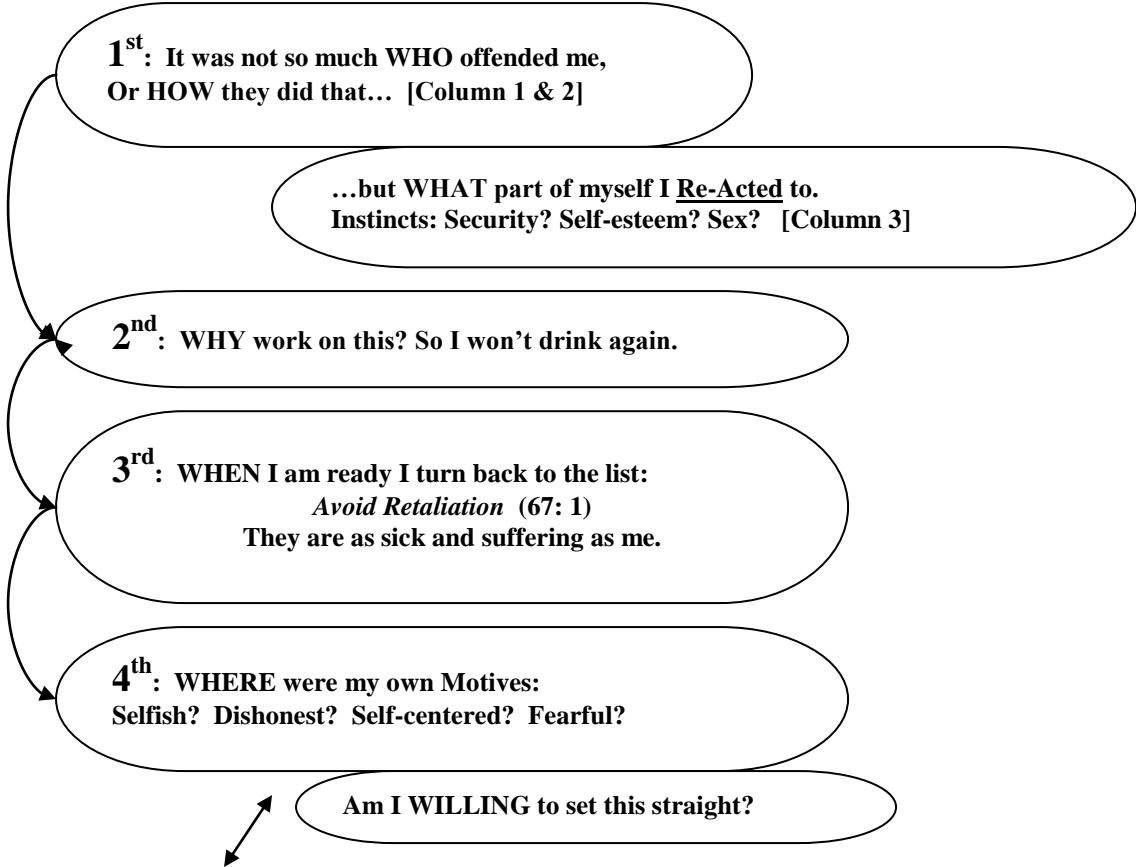 1st: It was not so much WHO offended me,
Or HOW they did that… [Column 1 & 2]
…but WHAT part of myself I Re-Acted to.
Instincts: Security? Self-esteem? Sex? [Column 3]
2nd: WHY work on this? So I won’t drink again.
3rd: WHEN I am ready I turn back to the list:
Avoid Retaliation (67: 1)
They are as sick and suffering as me.
4th: WHERE were my own Motives:
Selfish? Dishonest? Self-centered? Fearful?
Am I WILLING to set this straight?